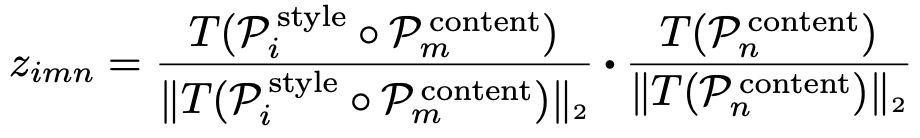 $z_{imn} = \frac{T(\mathcal{P}_i^{\text{style}} \circ \mathcal{P}_m^{\text{content}})}{\|T(\mathcal{P}_i^{\text{style}} \circ \mathcal{P}_m^{\text{content}})\|_2} \bullet \frac{T(\mathcal{P}_n^{\text{content}})}{\|T(\mathcal{P}_n^{\text{content}})\|_2}$